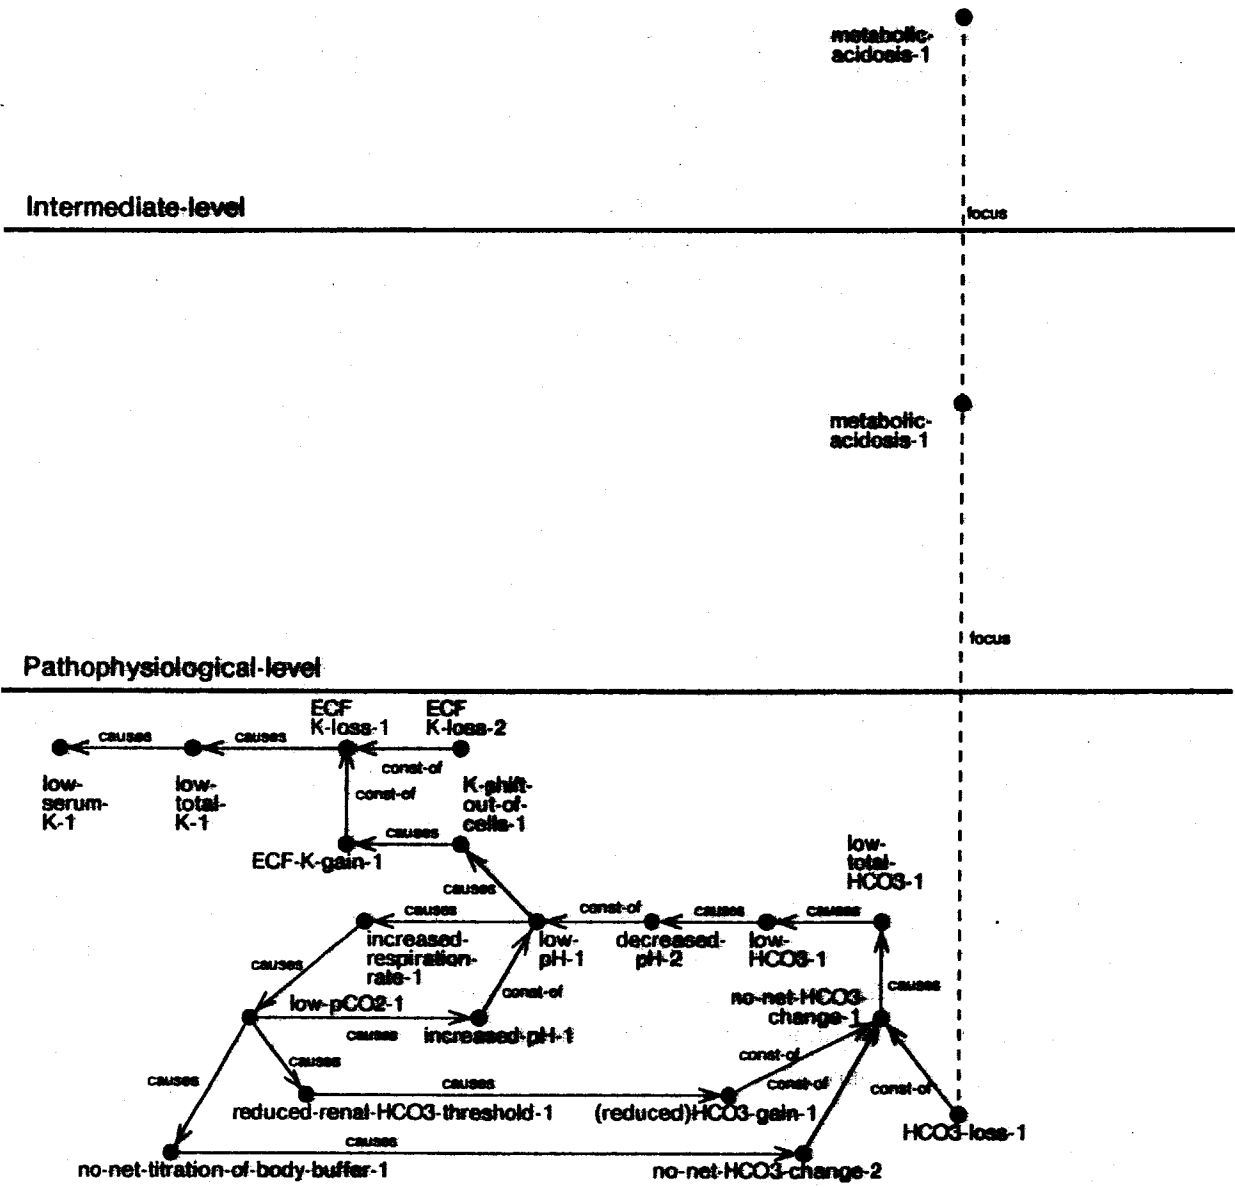 metabolic-
acidosis-1
Intermediate-level
focus
metabolic-
acidosis-1
focus
Pathophysiological-level
ECF
K-loss-1
ECF
K-loss-2
causes
causes
const-of
low-
serum-
K-1
low-
total-
K-1
const-of
K-shift-
out-of-
cells-1
causes
ECF-K-gain-1
low-
total-
HCO3-1
causes
causes
const-of
causes
causes
increased-
respiration-
rate-1
low-
pH-1
decreased-
pH-2
low-
HCO3-1
causes
causes
low-pCO2-1
const-of
no-net-HCO3-
change-1
causes
increased-pH-1
causes
const-of
causes
causes
const-of
const-of
reduced-renal-HCO3-threshold-1
(reduced)HCO3-gain-1
HCO3-loss-1
causes
no-net-titration-of-body-buffer-1
no-net-HCO3-change-2